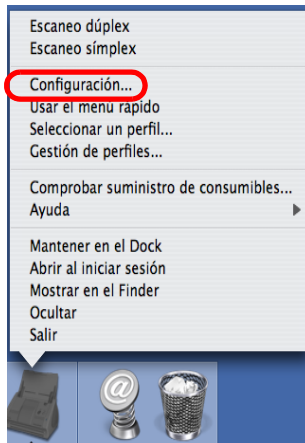 Escaneo dúplex
Escaneo símplex
Configuración...
Usar el menú rápido
Seleccionar un perfil...
Gestión de perfiles...
Comprobar suministro de consumibles...
Ayuda
Mantener en el Dock
Abrir al iniciar sesión
Mostrar en el Finder
Ocultar
Salir
@